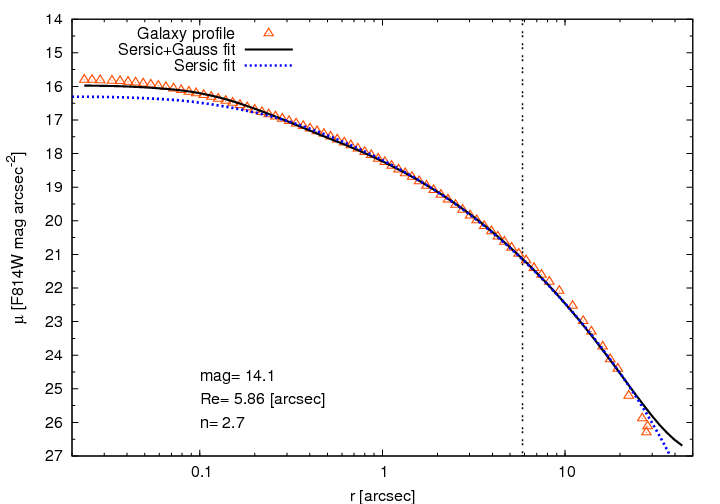 Galaxy profile
Sersic+Gauss fit
Sersic fit
14
15
16
17
18
19
20
21
22
23
24
25
26
27
μ [F814W mag arcsec⁻²]
mag= 14.1
Re= 5.86 [arcsec]
n= 2.7
0.1 1 10
r [arcsec]